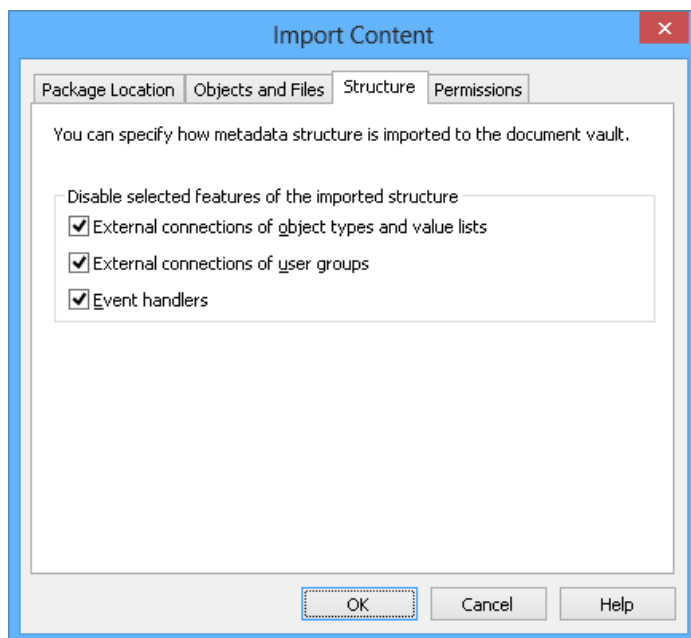 Import Content
Package Location
Objects and Files
Structure
Permissions
You can specify how metadata structure is imported to the document vault.
Disable selected features of the imported structure
External connections of object types and value lists
External connections of user groups
Event handlers
OK
Cancel
Help